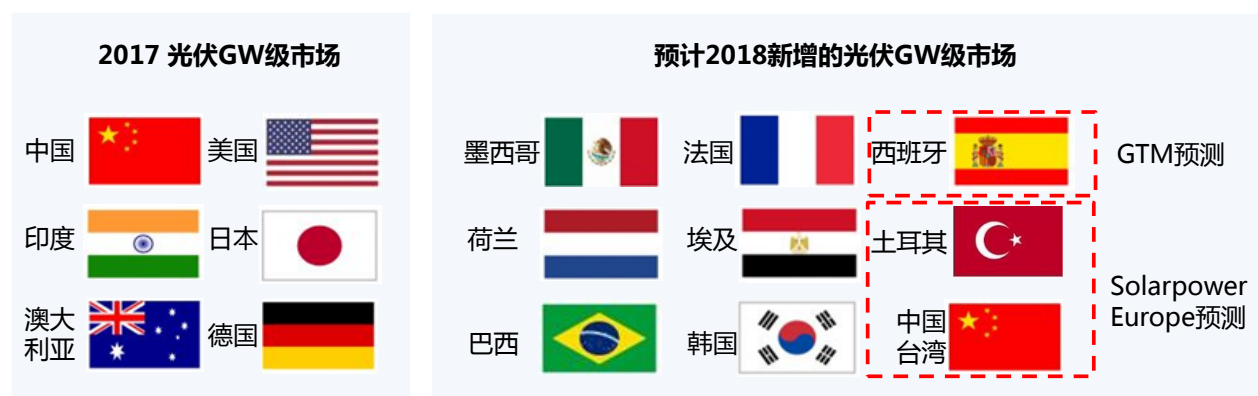 2017 光伏GW级市场
中国
美国
印度
日本
澳大
利亚
德国
预计2018新增的光伏GW级市场
墨西哥
法国
西班牙
GTM预测
荷兰
埃及
土耳其
巴西
韩国
中国
台湾
Solarpower
Europe预测